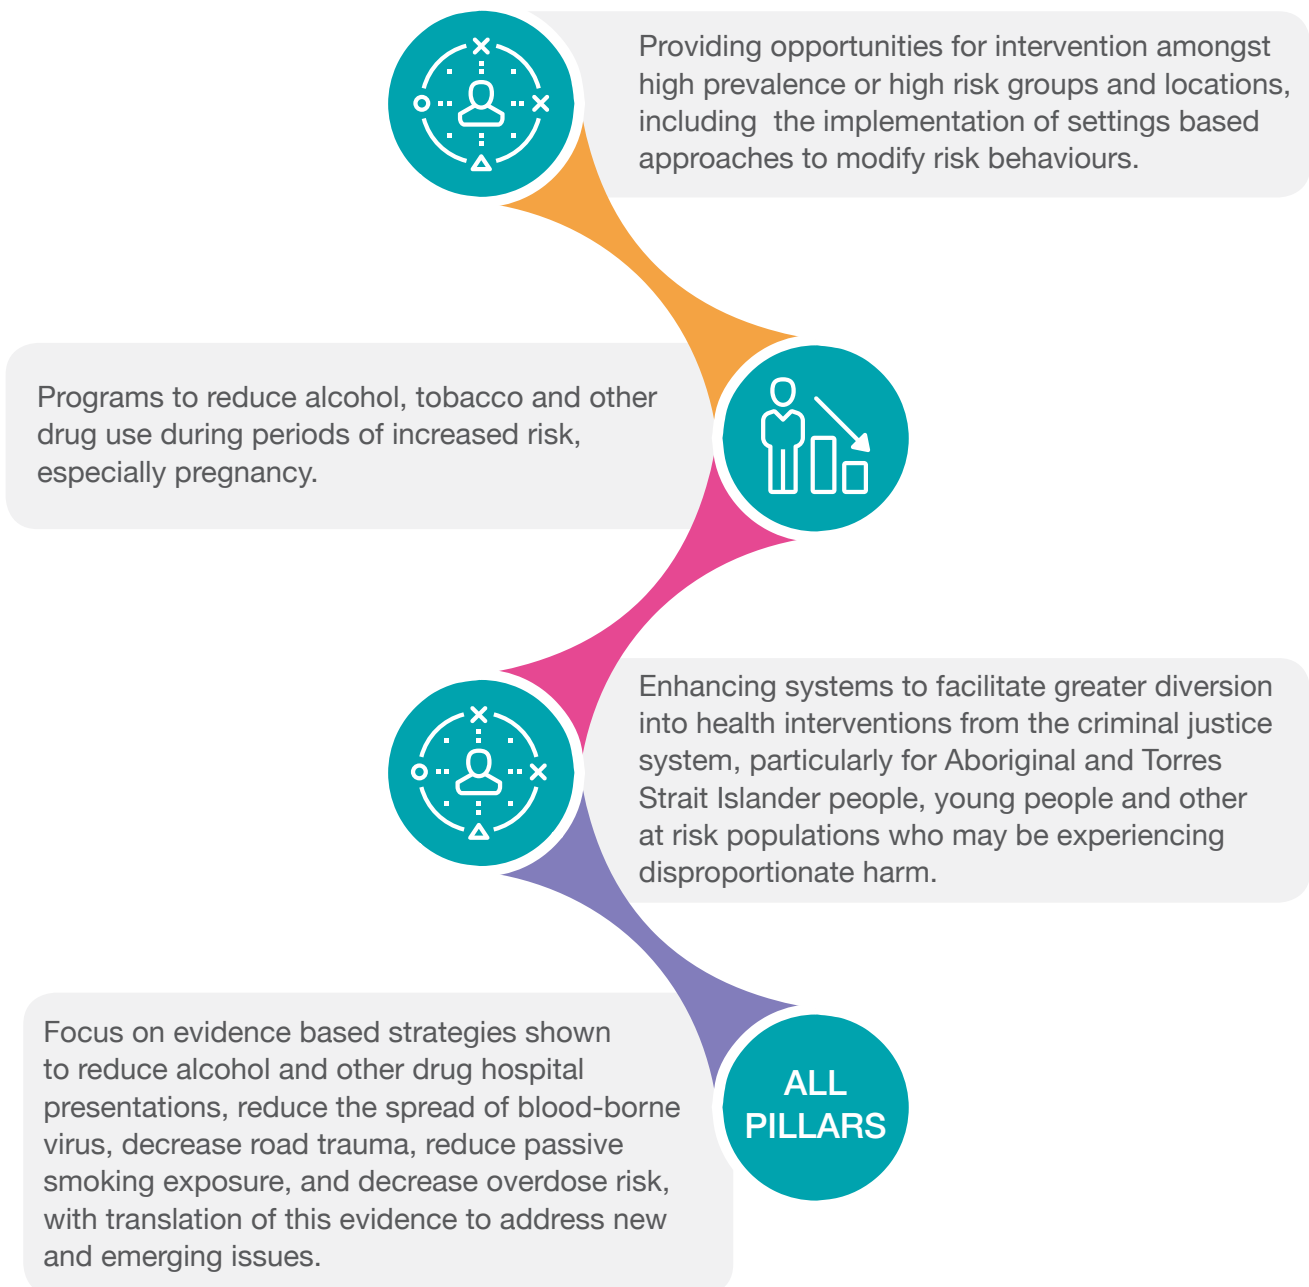 Providing opportunities for intervention amongst
high prevalence or high risk groups and locations,
including  the implementation of settings based
approaches to modify risk behaviours.
Programs to reduce alcohol, tobacco and other
drug use during periods of increased risk,
especially pregnancy.
Enhancing systems to facilitate greater diversion
into health interventions from the criminal justice
system, particularly for Aboriginal and Torres
Strait Islander people, young people and other
at risk populations who may be experiencing
disproportionate harm.
Focus on evidence based strategies shown
to reduce alcohol and other drug hospital
presentations, reduce the spread of blood-borne
virus, decrease road trauma, reduce passive
smoking exposure, and decrease overdose risk,
with translation of this evidence to address new
and emerging issues.
ALL
PILLARS